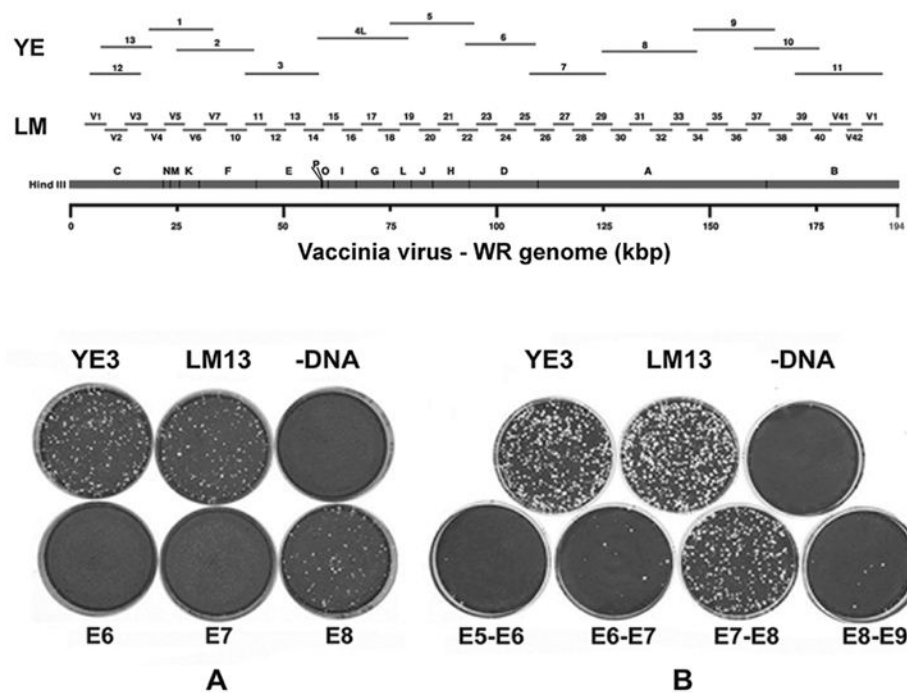 5
1
9
4L
YE
13
2
6
8
10
12
3
7
11
V1 V3 V5 V7 11 13 15 17 19 21 23 25 27 29 31 33 35 37 39 V41 V1
LM
V2 V4 V6 10 12 14 16 18 20 22 24 26 28 30 32 34 36 38 40 V42
P
C N M K F E O I G L J H D A B
Hind III
0 25 50 75 100 125 150 175 194
Vaccinia virus - WR genome (kbp)
YE3 LM13 -DNA
YE3 LM13 -DNA
E6 E7 E8
E5-E6 E6-E7 E7-E8 E8-E9
A
B